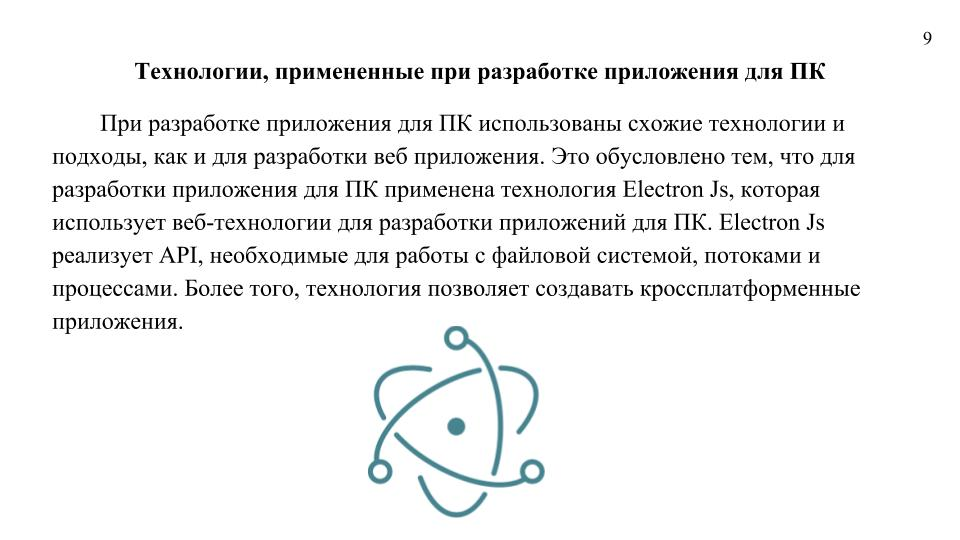 9
Технологии, примененные при разработке приложения для ПК
При разработке приложения для ПК использованы схожие технологии и
подходы, как и для разработки веб приложения. Это обусловлено тем, что для
разработки приложения для ПК применена технология Electron Js, которая
использует веб-технологии для разработки приложений для ПК. Electron Js
реализует API, необходимые для работы с файловой системой, потоками и
процессами. Более того, технология позволяет создавать кроссплатформенные
приложения.